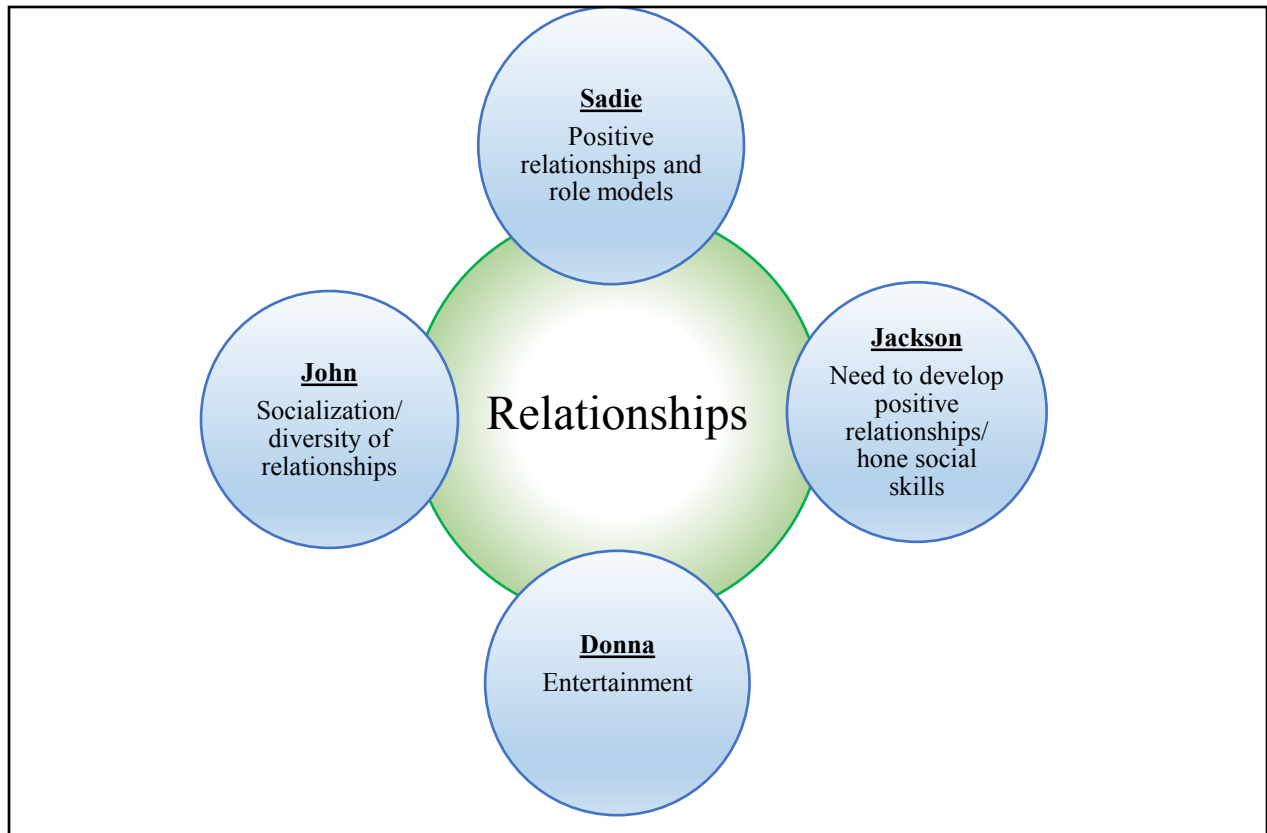 Sadie
Positive
relationships and
role models
John
Socialization/
diversity of
relationships
Relationships
Jackson
Need to develop
positive
relationships/
hone social
skills
Donna
Entertainment